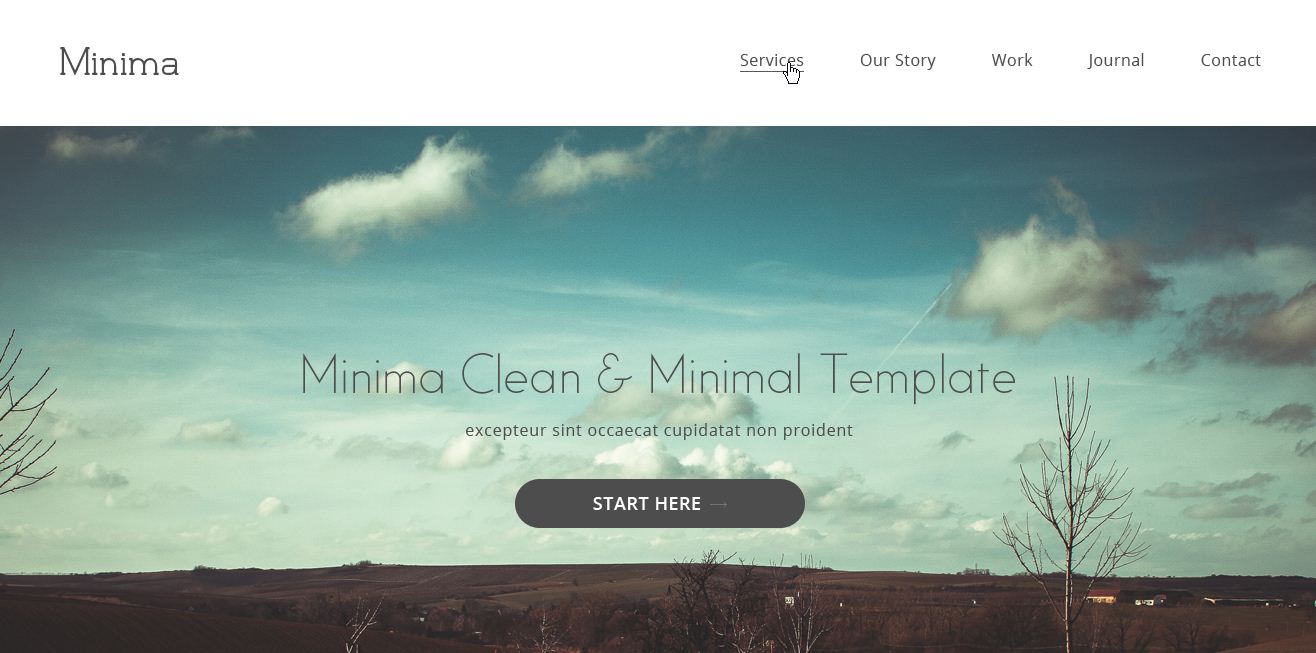 Minima
Services Our Story Work Journal Contact
Minima Clean & Minimal Template
excepteur sint occaecat cupidatat non proident
START HERE →